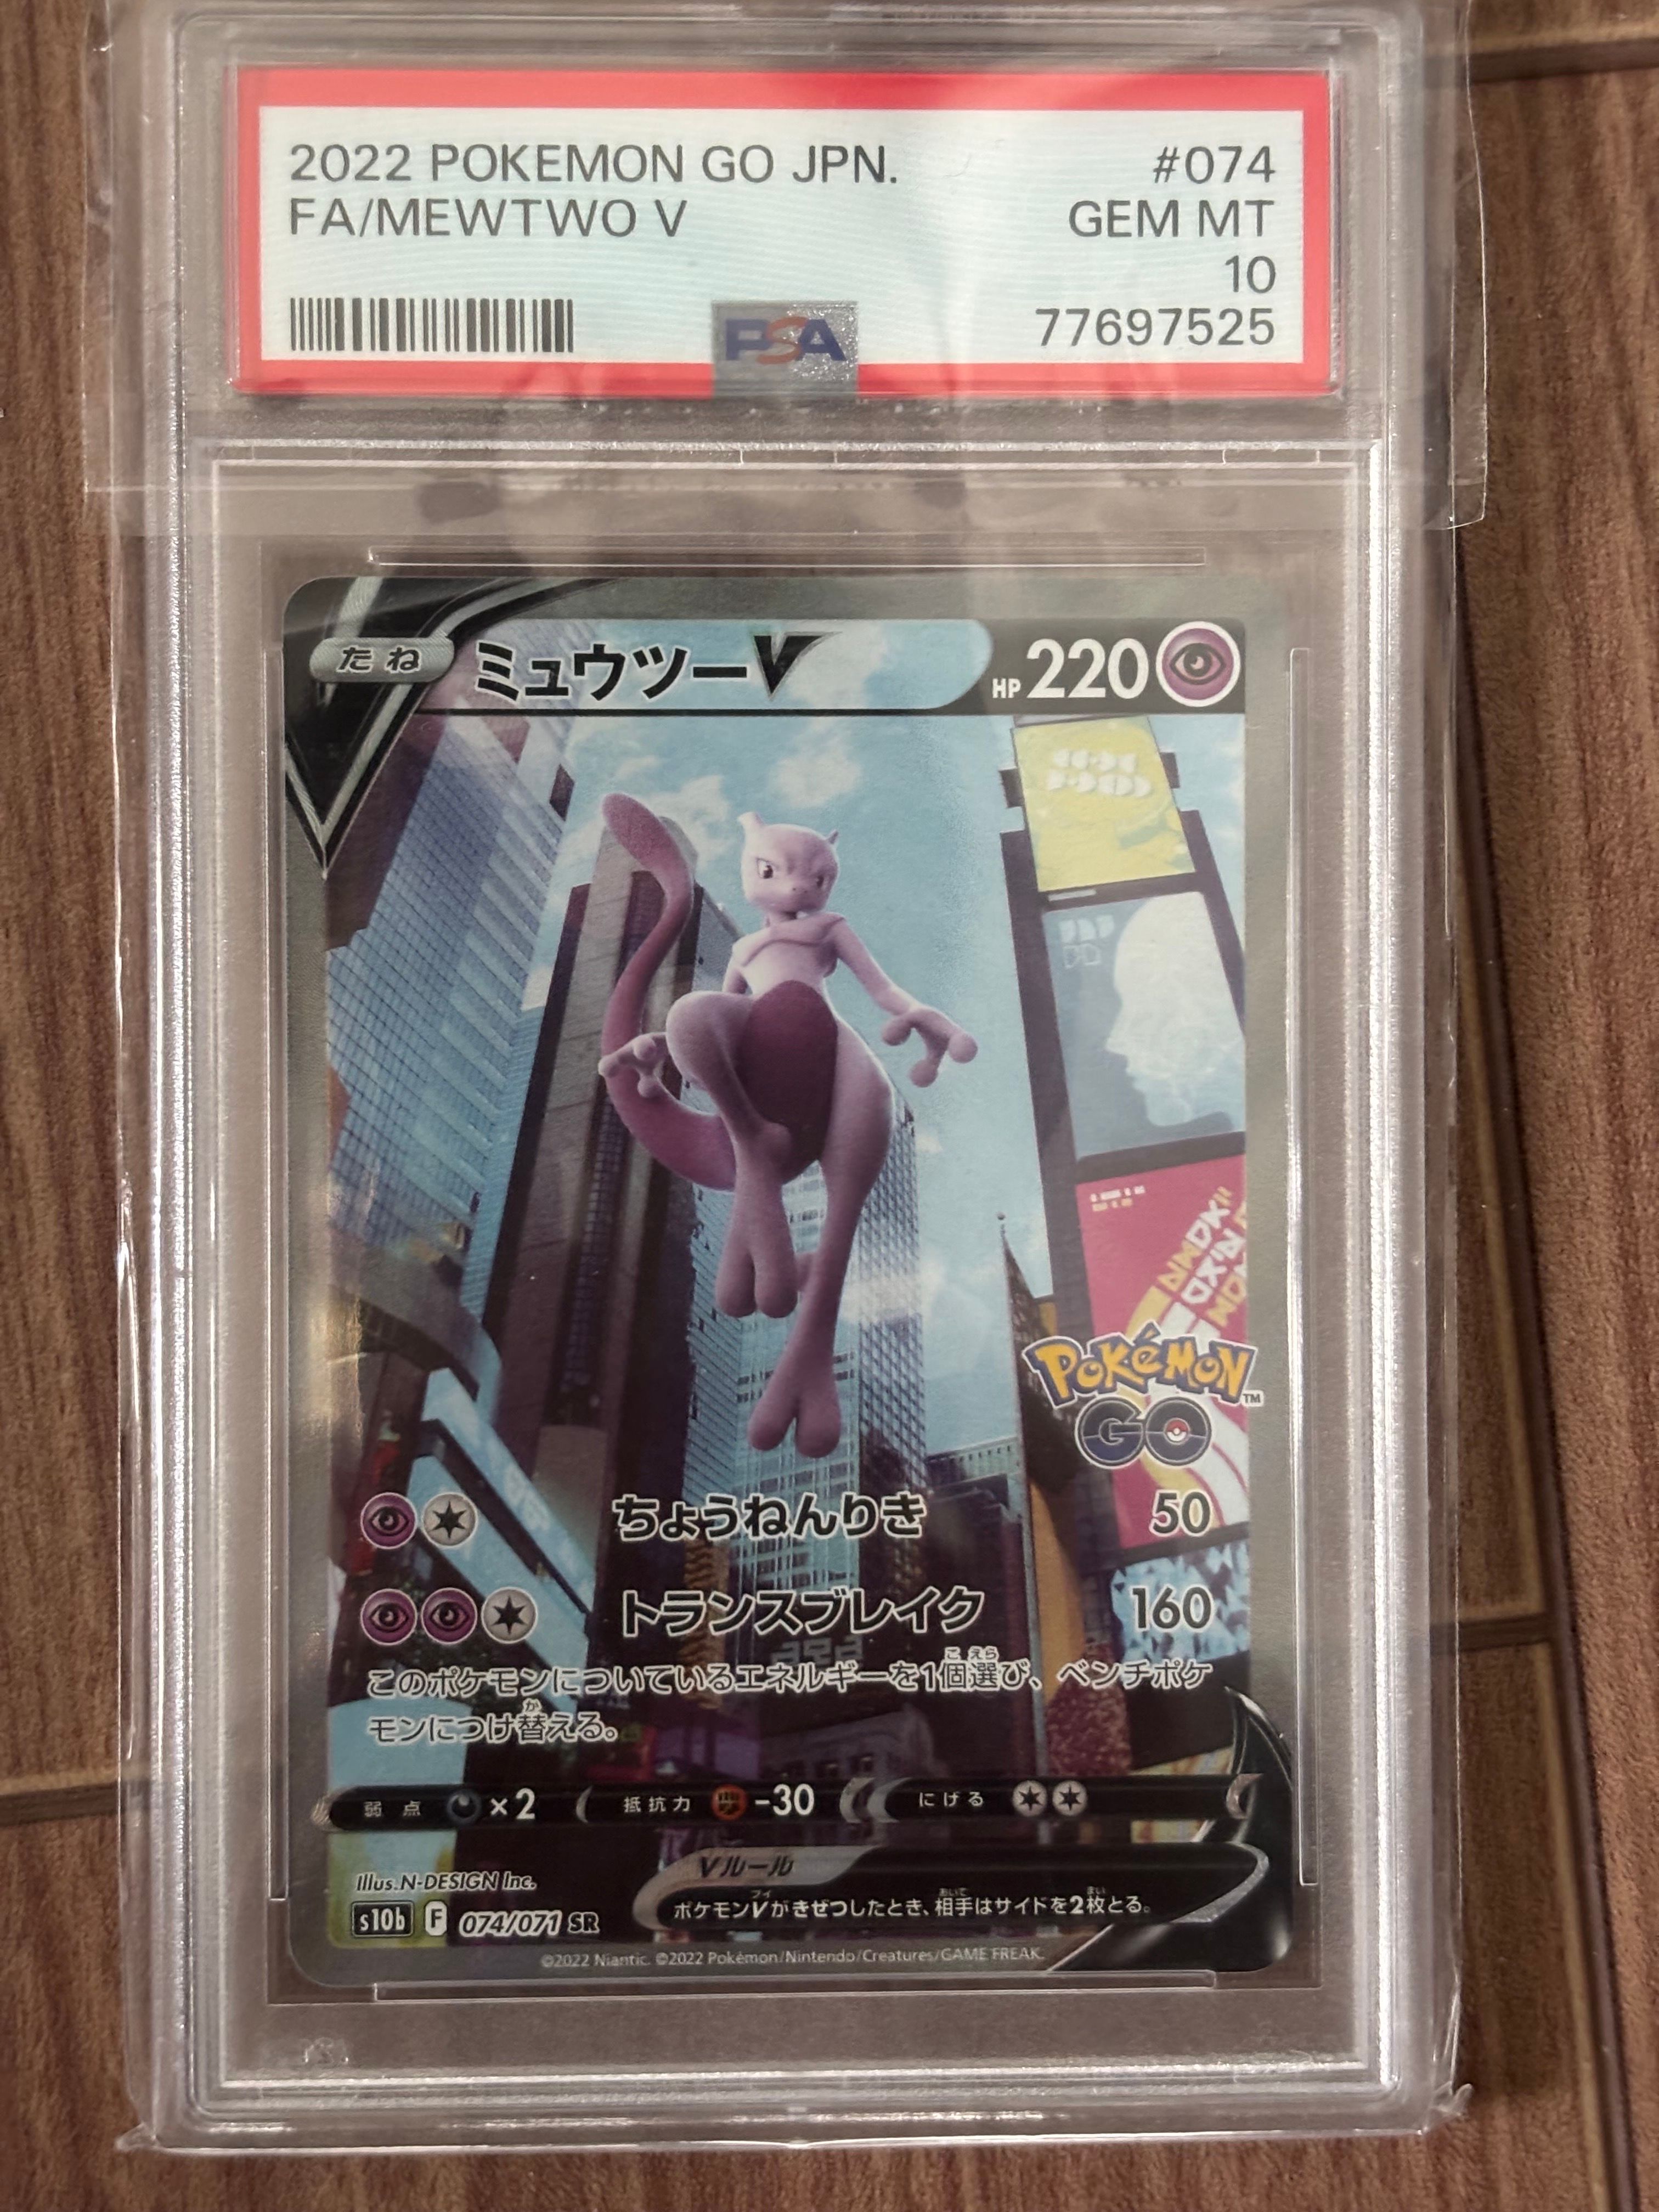 2022 POKEMON GO JPN. #074
FA/MEWTWO V GEM MT
10
PSA 77697525
たね ミュウツーV HP 220
POKéMON™
GO
ちょうねんりき 50
トランスブレイク 160
このポケモンについているエネルギーを1個選び、ベンチポケ
モンにつけ替える。
弱点 ×2 抵抗力 -30 にげる
Vルール
ポケモンVがきぜつしたとき、相手はサイドを2枚とる。
Illus.N-DESIGN Inc.
s10b F 074/071 SR
©2022 Niantic. ©2022 Pokémon/Nintendo/Creatures/GAME FREAK.